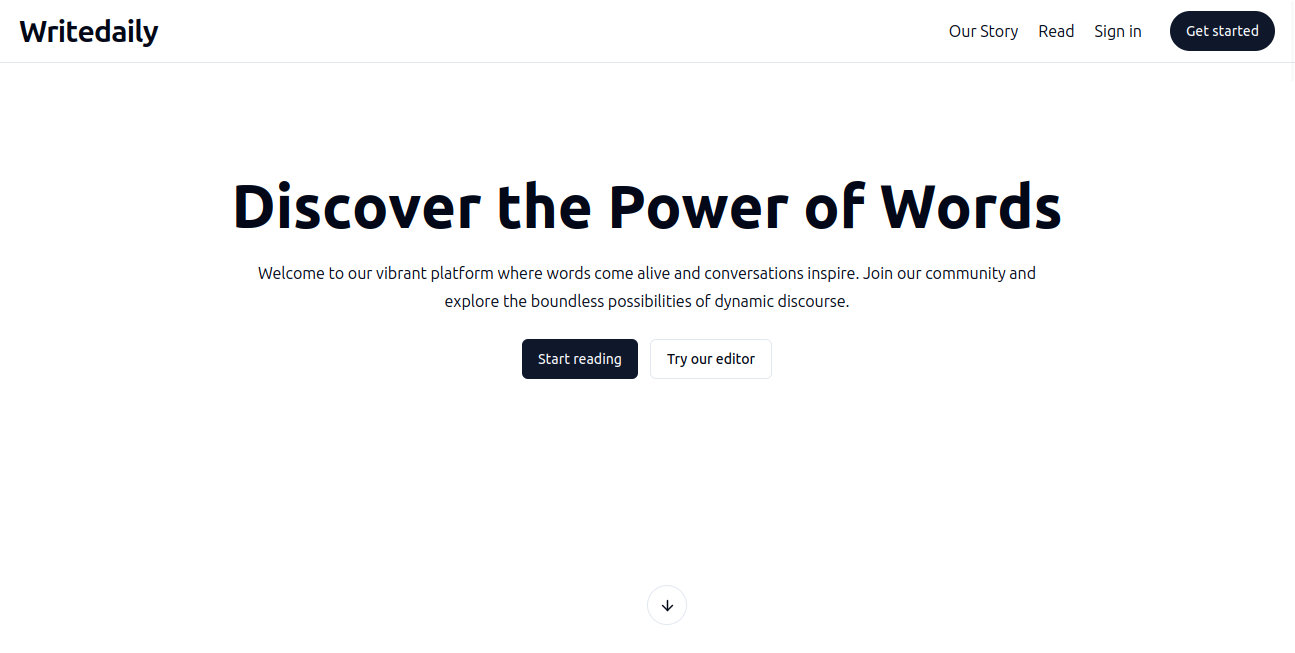 Writedaily
Our Story Read Sign in Get started
Discover the Power of Words
Welcome to our vibrant platform where words come alive and conversations inspire. Join our community and
explore the boundless possibilities of dynamic discourse.
Start reading Try our editor